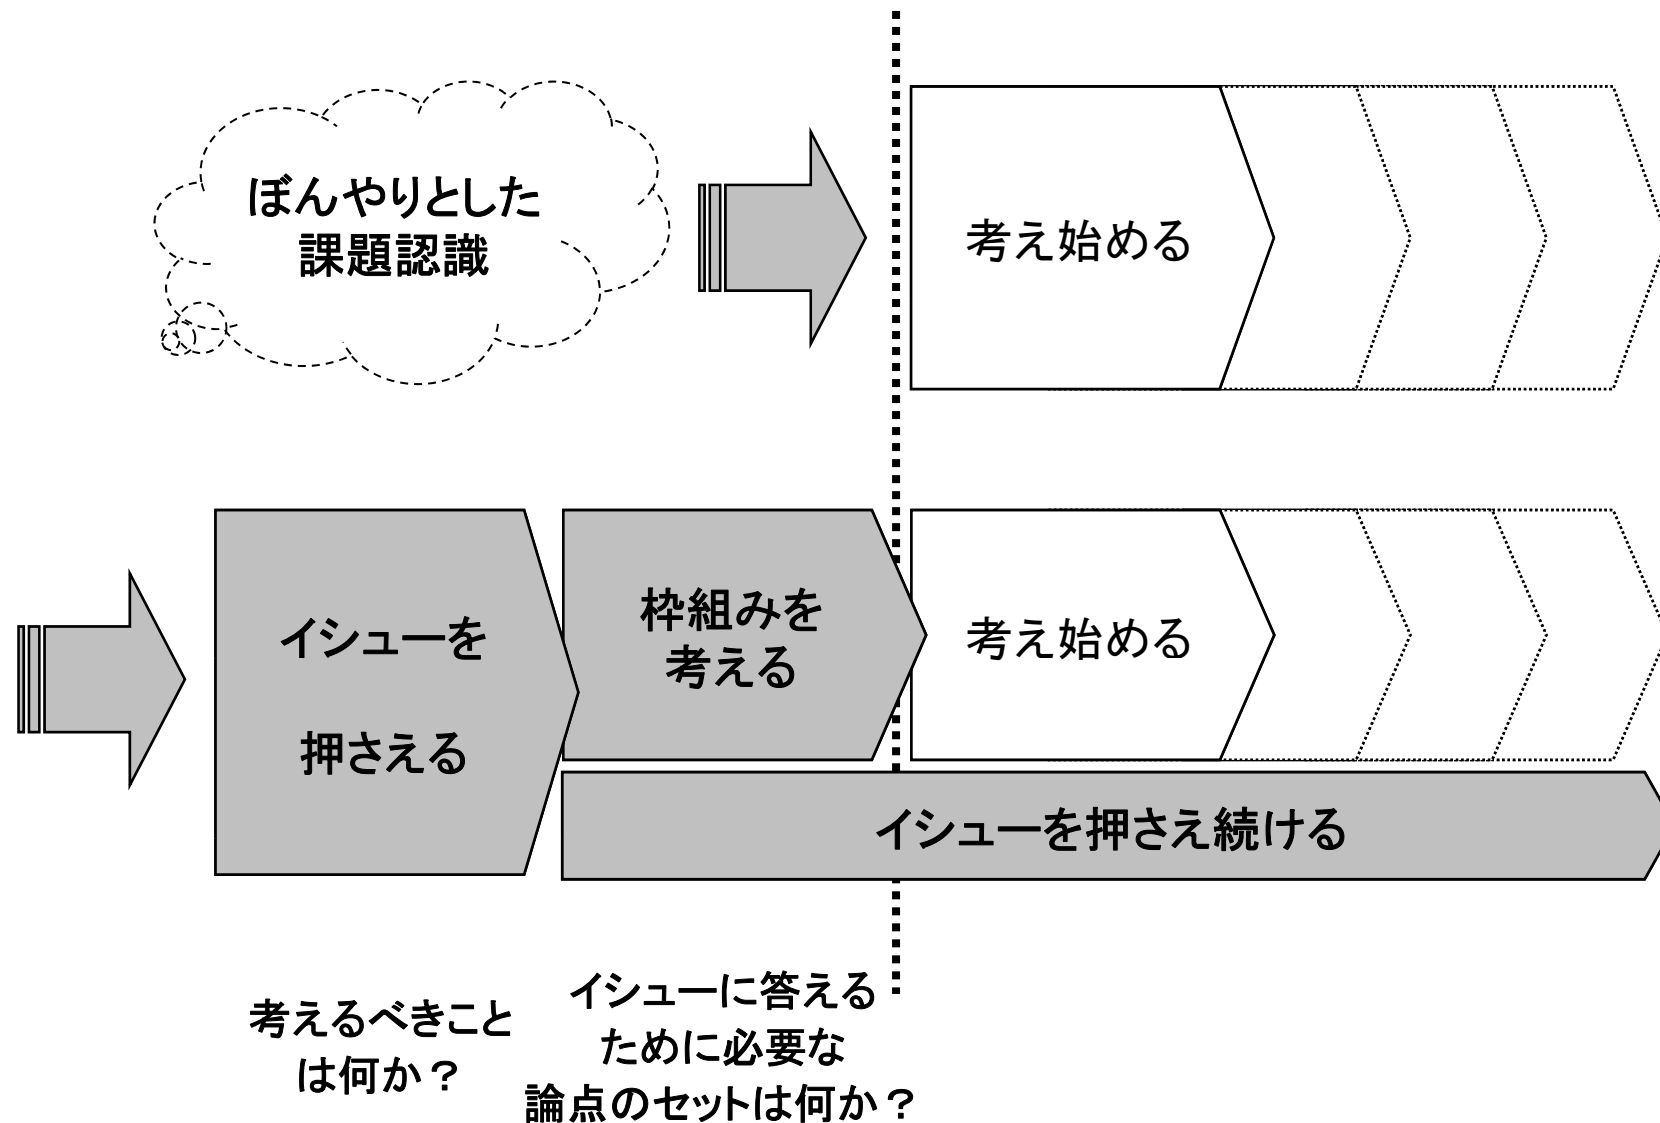 ぼんやりとした
課題認識
考え始める
イシューを
押さえる
枠組みを
考える
考え始める
イシューを押さえ続ける
考えるべきこと
は何か？
イシューに答える
ために必要な
論点のセットは何か？